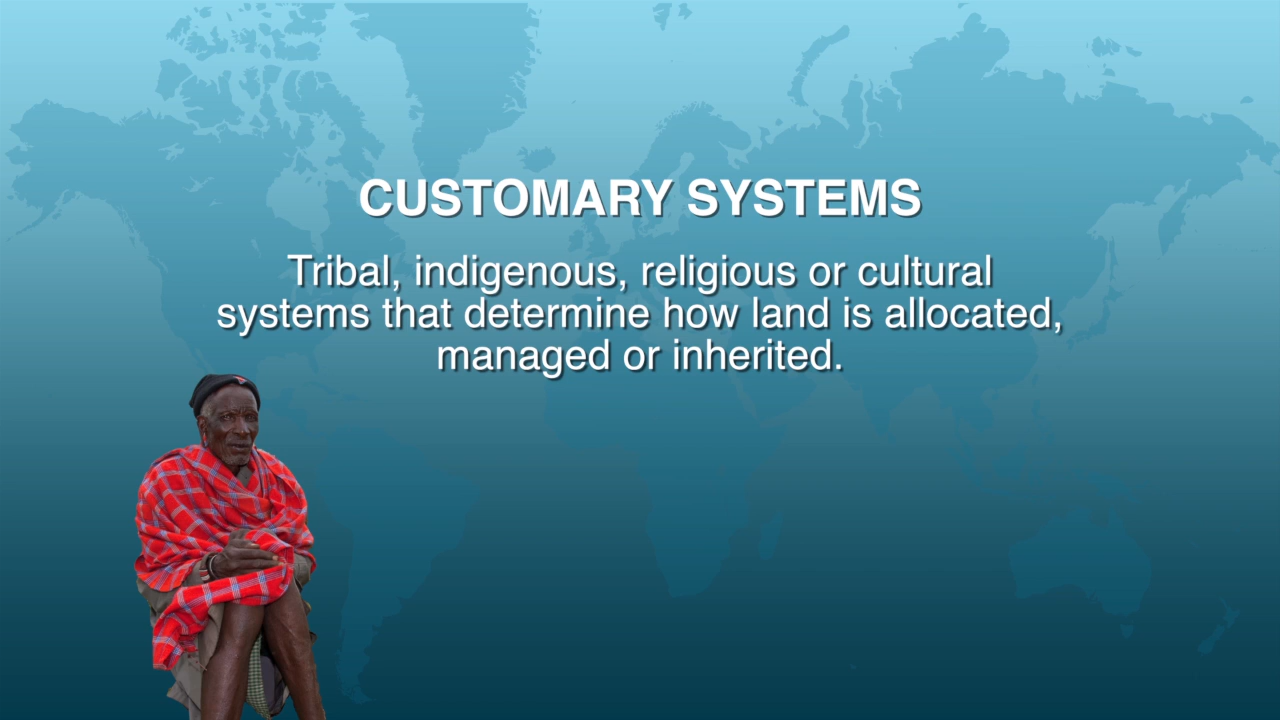 CUSTOMARY SYSTEMS
Tribal, indigenous, religious or cultural
systems that determine how land is allocated,
managed or inherited.